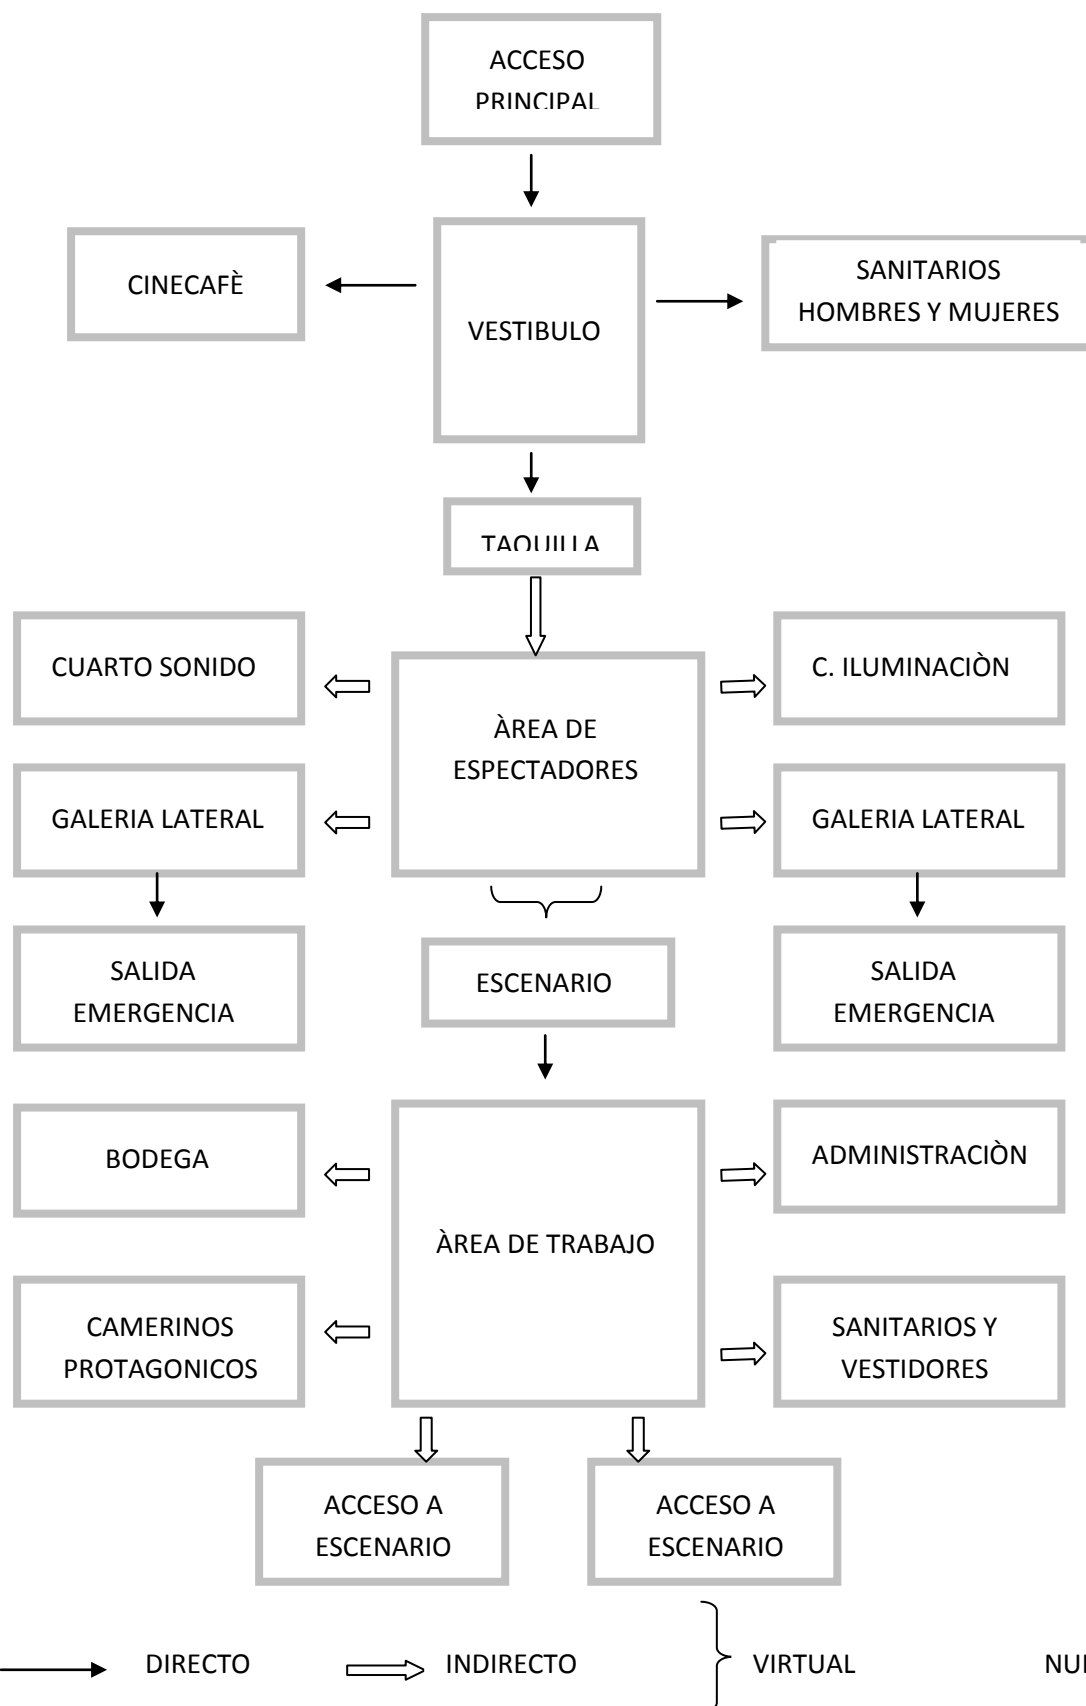 ACCESO
PRINCIPAL
CINECAFÈ
VESTIBULO
SANITARIOS
HOMBRES Y MUJERES
TAQUILLA
CUARTO SONIDO
C. ILUMINACIÒN
ÀREA DE
ESPECTADORES
GALERIA LATERAL
GALERIA LATERAL
SALIDA
EMERGENCIA
ESCENARIO
SALIDA
EMERGENCIA
BODEGA
ADMINISTRACIÒN
ÀREA DE TRABAJO
CAMERINOS
PROTAGONICOS
SANITARIOS Y
VESTIDORES
ACCESO A
ESCENARIO
ACCESO A
ESCENARIO
DIRECTO
INDIRECTO
VIRTUAL